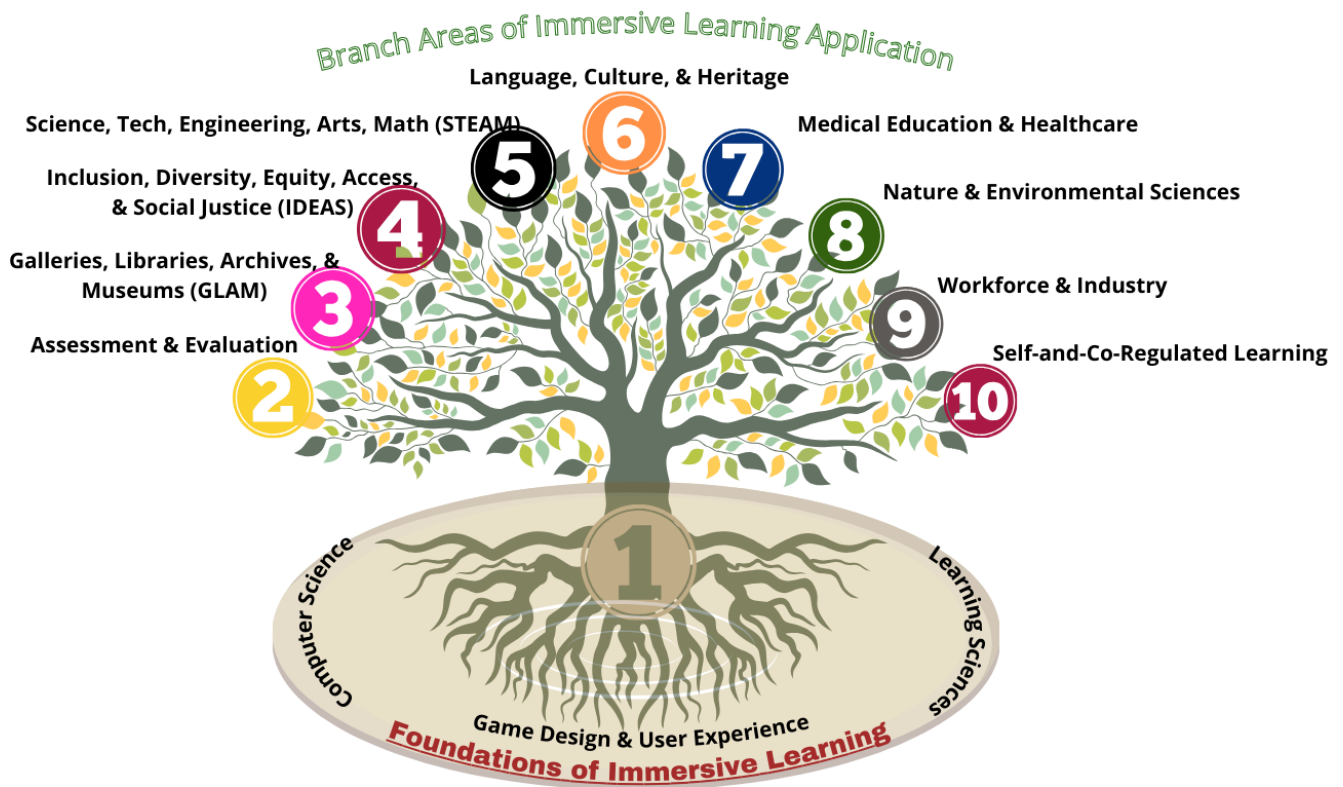 Branch Areas of Immersive Learning Application
Language, Culture, & Heritage
6
Science, Tech, Engineering, Arts, Math (STEAM)
5
Medical Education & Healthcare
7
Inclusion, Diversity, Equity, Access,
& Social Justice (IDEAS)
4
Nature & Environmental Sciences
8
Galleries, Libraries, Archives, &
Museums (GLAM)
3
Workforce & Industry
9
Assessment & Evaluation
2
Self-and-Co-Regulated Learning
10
1
Computer Science
Learning Sciences
Game Design & User Experience
Foundations of Immersive Learning